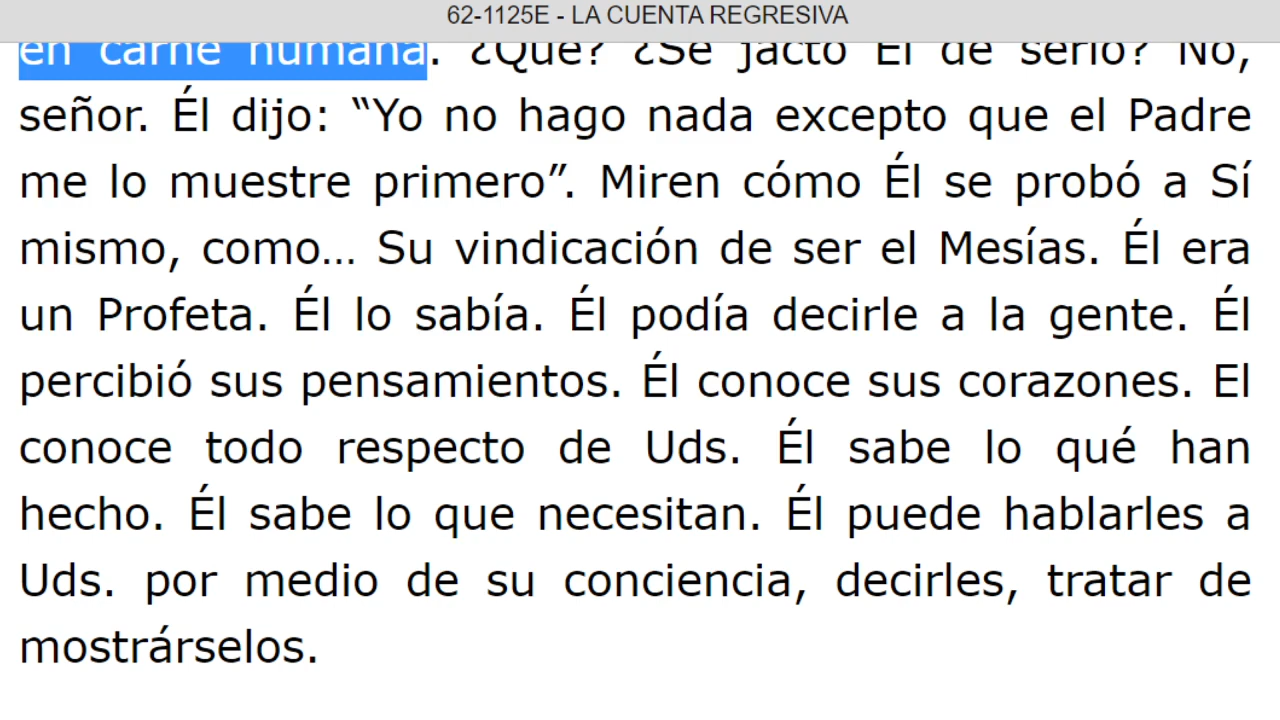 62-1125E - LA CUENTA REGRESIVA
en carne humana. ¿Qué? ¿Se jactó Él de serlo? No,
señor. Él dijo: “Yo no hago nada excepto que el Padre
me lo muestre primero”. Miren cómo Él se probó a Sí
mismo, como… Su vindicación de ser el Mesías. Él era
un Profeta. Él lo sabía. Él podía decirle a la gente. Él
percibió sus pensamientos. Él conoce sus corazones. El
conoce todo respecto de Uds. Él sabe lo qué han
hecho. Él sabe lo que necesitan. Él puede hablarles a
Uds. por medio de su conciencia, decirles, tratar de
mostrárselos.